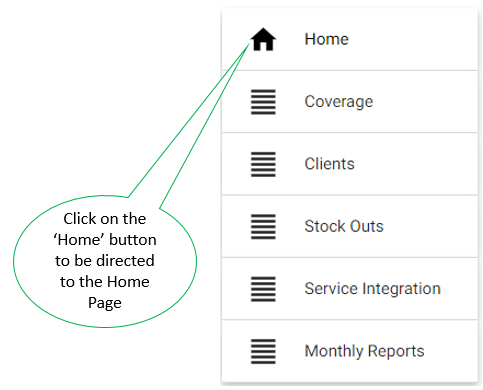 Home
Coverage
Clients
Stock Outs
Service Integration
Monthly Reports
Click on the
‘Home’ button
to be directed
to the Home
Page